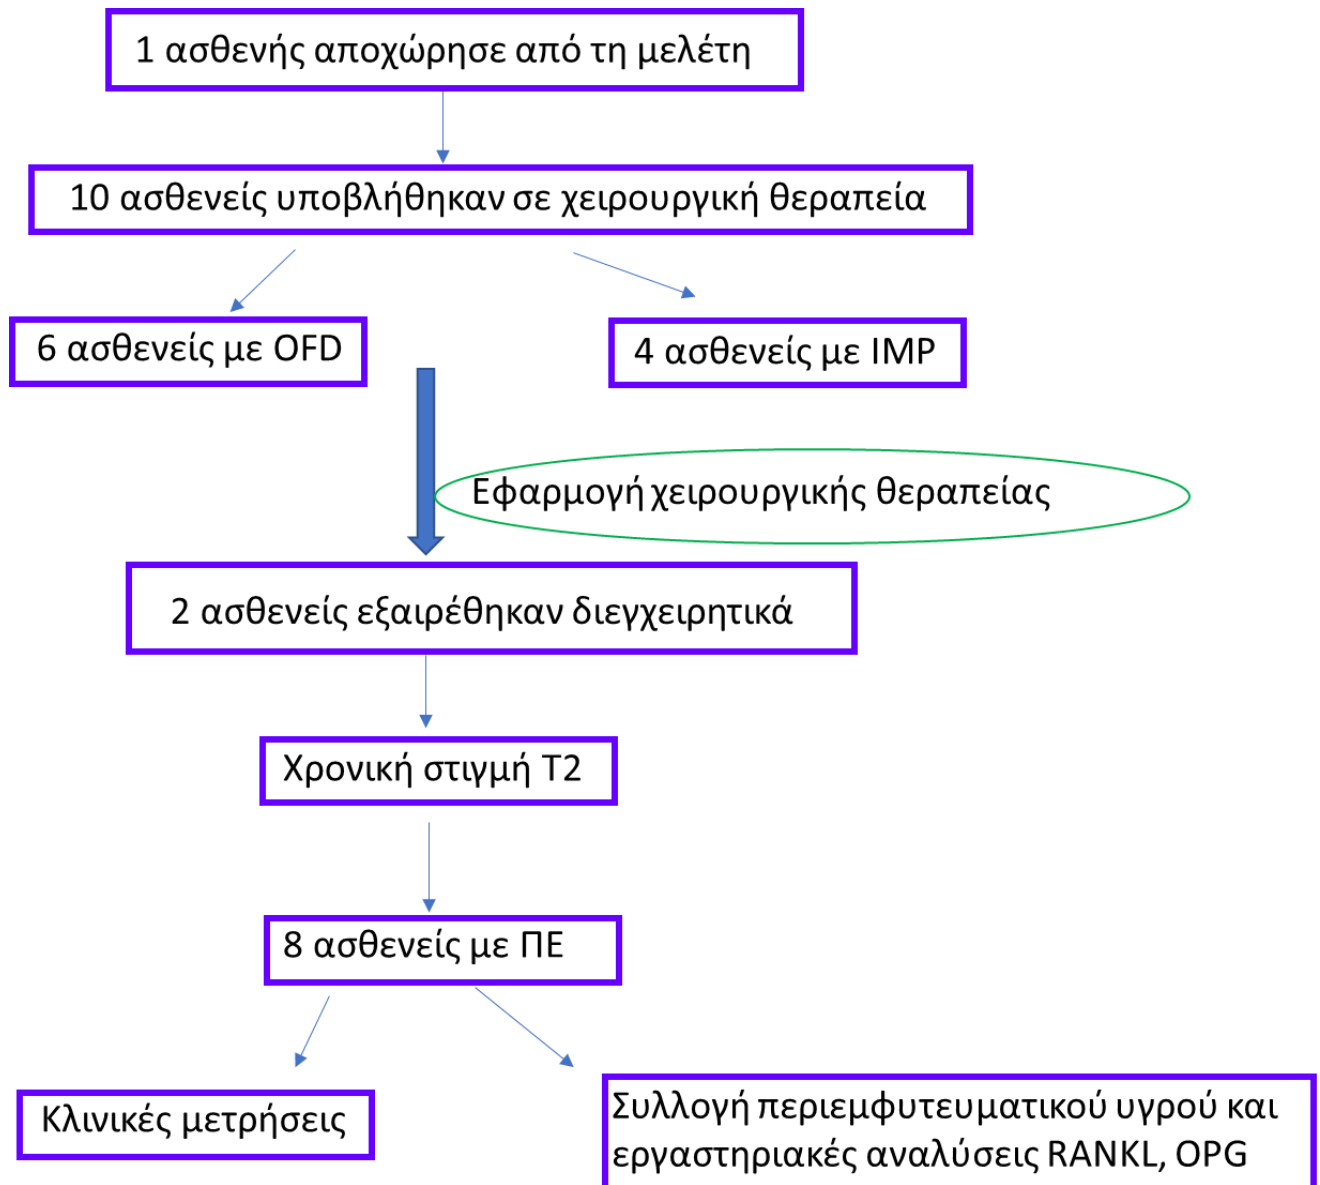 1 ασθενής αποχώρησε από τη μελέτη
10 ασθενείς υποβλήθηκαν σε χειρουργική θεραπεία
6 ασθενείς με OFD
4 ασθενείς με IMP
Εφαρμογή χειρουργικής θεραπείας
2 ασθενείς εξαιρέθηκαν διεγχειρητικά
Χρονική στιγμή Τ2
8 ασθενείς με ΠΕ
Κλινικές μετρήσεις
Συλλογή περιεμφυτευματικού υγρού και
εργαστηριακές αναλύσεις RANKL, OPG